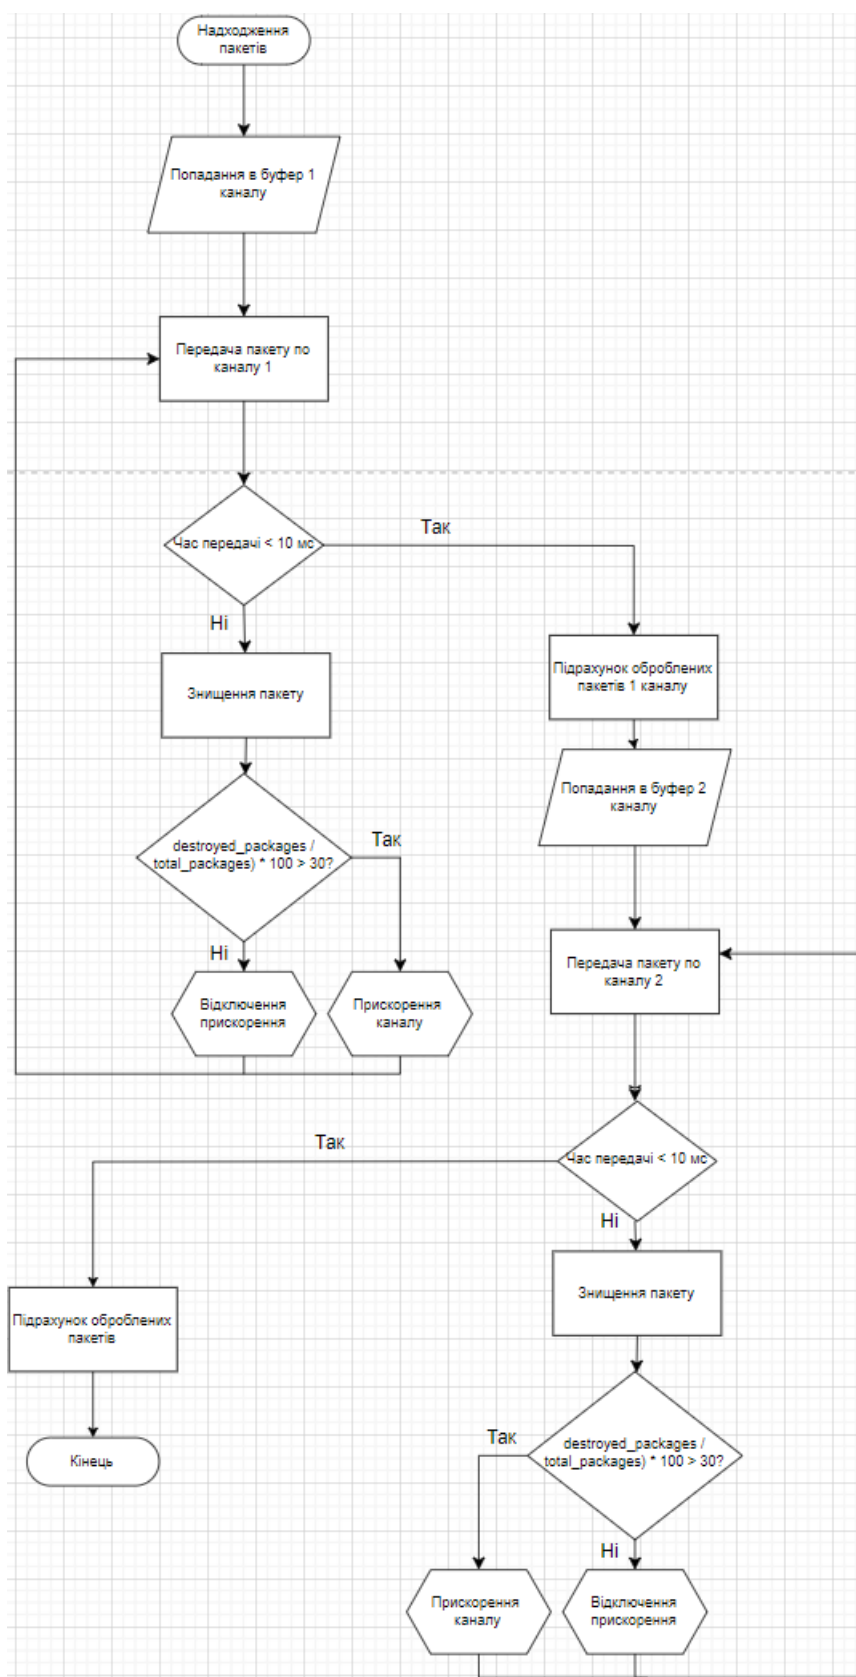 Надходження
пакетів
Попадання в буфер 1
каналу
Передача пакету по
каналу 1
Час передачі < 10 мс
Так
Ні
Знищення пакету
Підрахунок оброблених
пакетів 1 каналу
Попадання в буфер 2
каналу
destroyed_packages /
total_packages) * 100 > 30?
Так
Ні
Відключення
прискорення
Прискорення
каналу
Передача пакету по
каналу 2
Час передачі < 10 мс
Так
Ні
Знищення пакету
Підрахунок оброблених
пакетів
Кінець
destroyed_packages /
total_packages) * 100 > 30?
Так
Ні
Прискорення
каналу
Відключення
прискорення